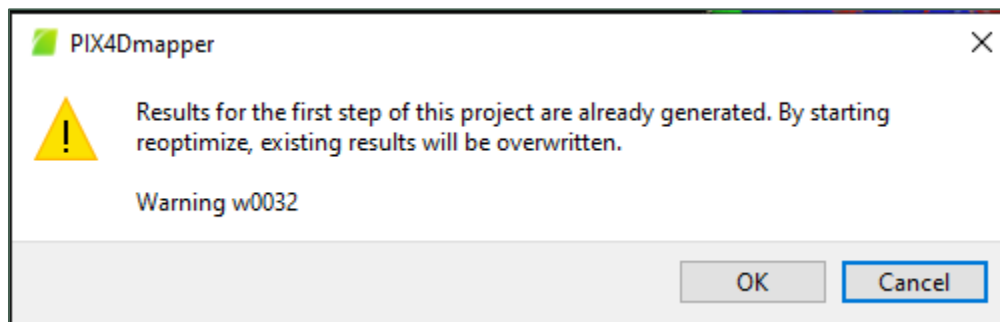 PIX4Dmapper
Results for the first step of this project are already generated. By starting
reoptimize, existing results will be overwritten.
Warning w0032
OK
Cancel